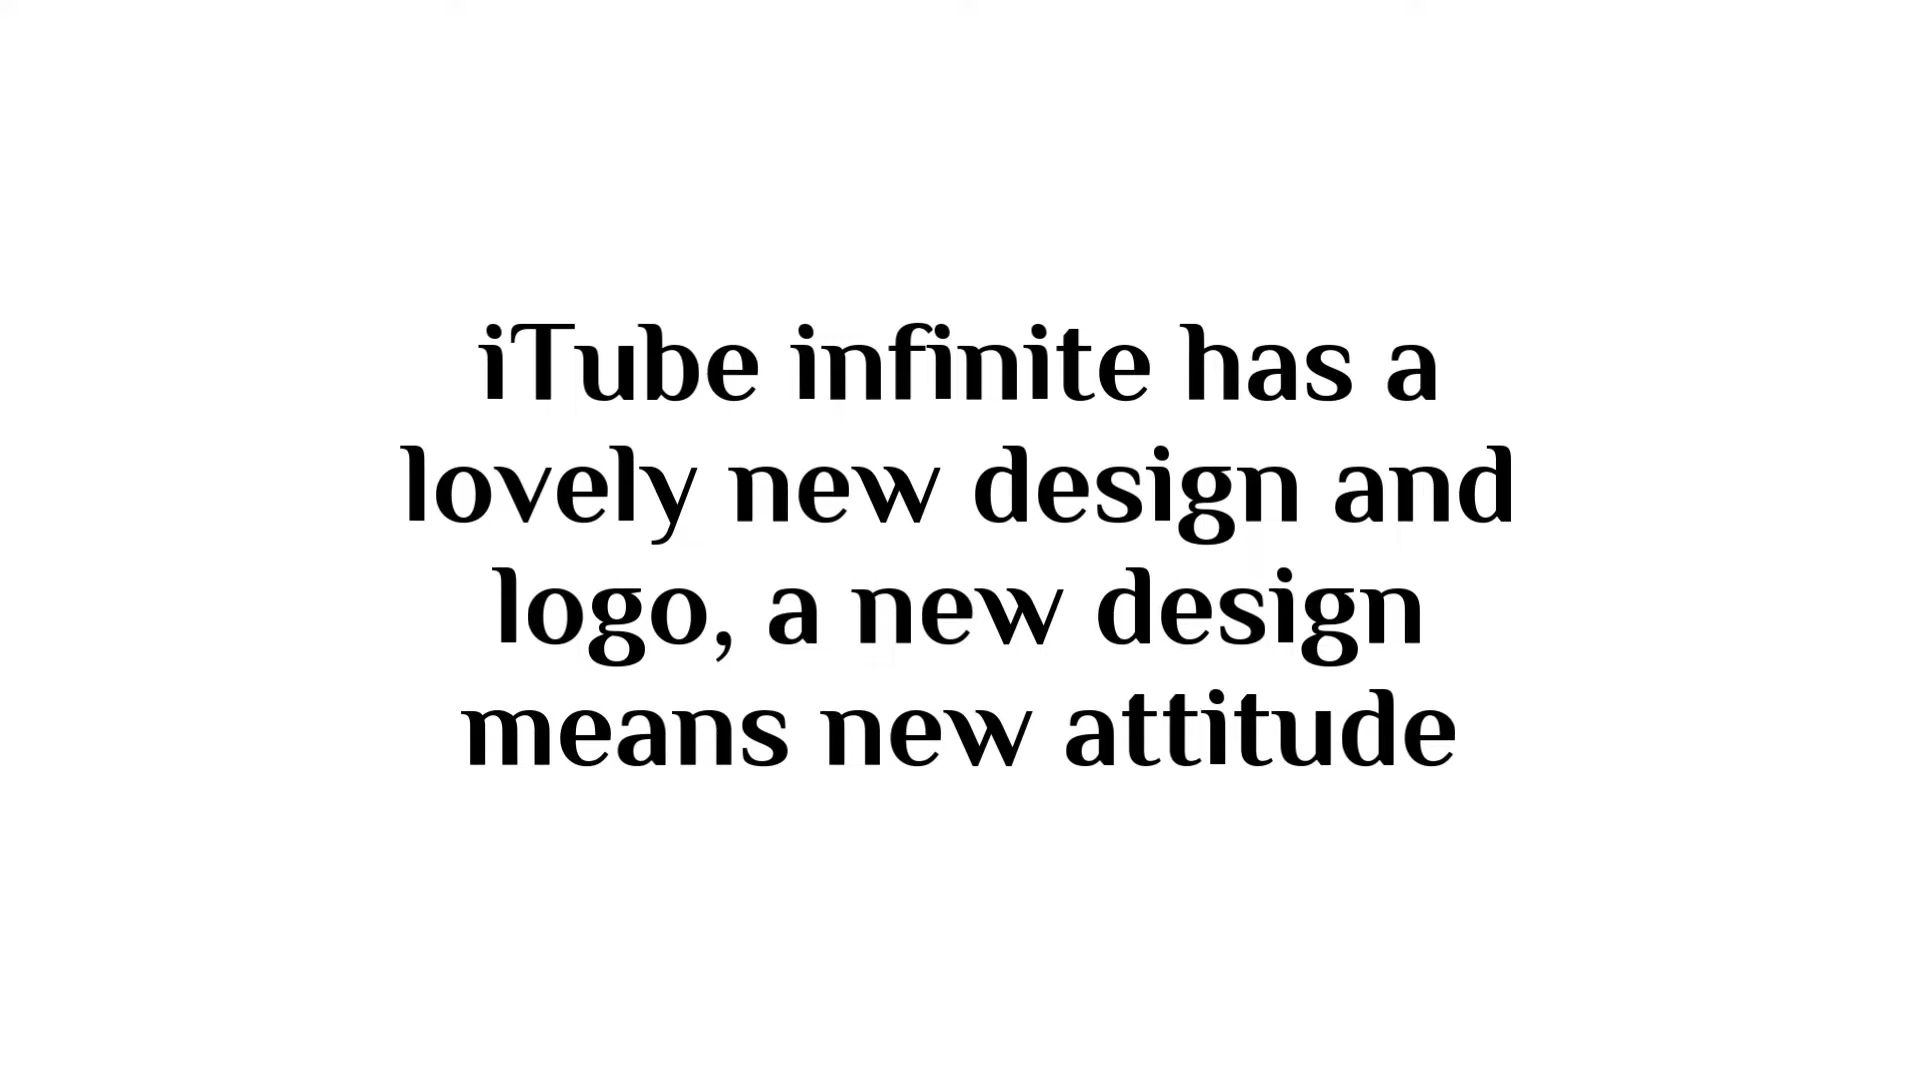 iTube infinite has a
lovely new design and
logo, a new design
means new attitude